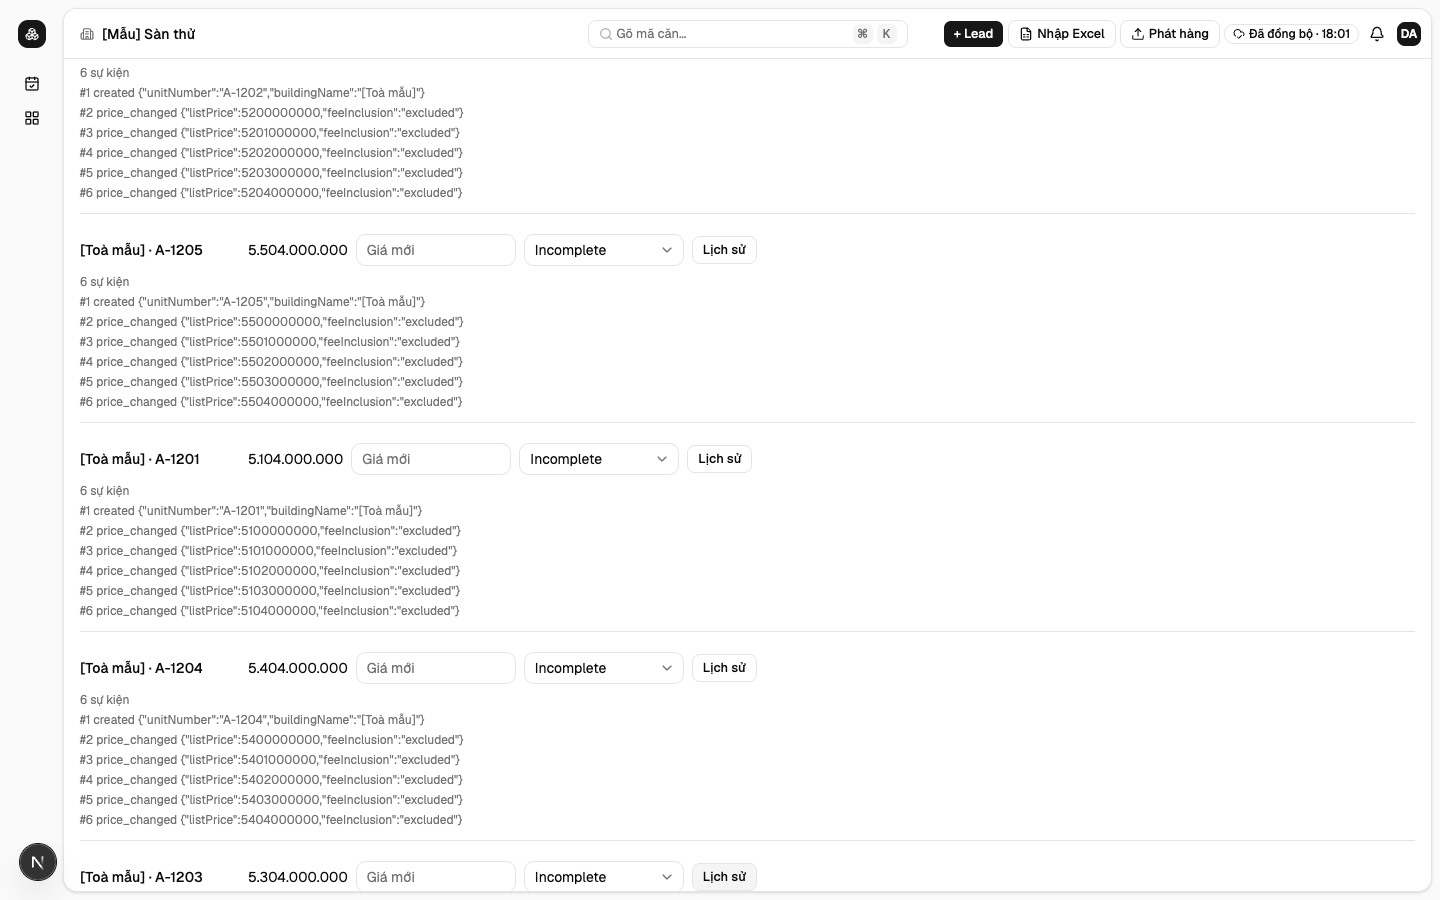 [Mẫu] Sàn thử
Gõ mã căn...
⌘ K
+ Lead
Nhập Excel
Phát hàng
Đã đồng bộ · 18:01
DA
6 sự kiện
#1 created {"unitNumber":"A-1202","buildingName":"[Toà mẫu]"}
#2 price_changed {"listPrice":5200000000,"feeInclusion":"excluded"}
#3 price_changed {"listPrice":5201000000,"feeInclusion":"excluded"}
#4 price_changed {"listPrice":5202000000,"feeInclusion":"excluded"}
#5 price_changed {"listPrice":5203000000,"feeInclusion":"excluded"}
#6 price_changed {"listPrice":5204000000,"feeInclusion":"excluded"}
[Toà mẫu] · A-1205 5.504.000.000 Giá mới Incomplete Lịch sử
6 sự kiện
#1 created {"unitNumber":"A-1205","buildingName":"[Toà mẫu]"}
#2 price_changed {"listPrice":5500000000,"feeInclusion":"excluded"}
#3 price_changed {"listPrice":5501000000,"feeInclusion":"excluded"}
#4 price_changed {"listPrice":5502000000,"feeInclusion":"excluded"}
#5 price_changed {"listPrice":5503000000,"feeInclusion":"excluded"}
#6 price_changed {"listPrice":5504000000,"feeInclusion":"excluded"}
[Toà mẫu] · A-1201 5.104.000.000 Giá mới Incomplete Lịch sử
6 sự kiện
#1 created {"unitNumber":"A-1201","buildingName":"[Toà mẫu]"}
#2 price_changed {"listPrice":5100000000,"feeInclusion":"excluded"}
#3 price_changed {"listPrice":5101000000,"feeInclusion":"excluded"}
#4 price_changed {"listPrice":5102000000,"feeInclusion":"excluded"}
#5 price_changed {"listPrice":5103000000,"feeInclusion":"excluded"}
#6 price_changed {"listPrice":5104000000,"feeInclusion":"excluded"}
[Toà mẫu] · A-1204 5.404.000.000 Giá mới Incomplete Lịch sử
6 sự kiện
#1 created {"unitNumber":"A-1204","buildingName":"[Toà mẫu]"}
#2 price_changed {"listPrice":5400000000,"feeInclusion":"excluded"}
#3 price_changed {"listPrice":5401000000,"feeInclusion":"excluded"}
#4 price_changed {"listPrice":5402000000,"feeInclusion":"excluded"}
#5 price_changed {"listPrice":5403000000,"feeInclusion":"excluded"}
#6 price_changed {"listPrice":5404000000,"feeInclusion":"excluded"}
N
[Toà mẫu] · A-1203 5.304.000.000 Giá mới Incomplete Lịch sử